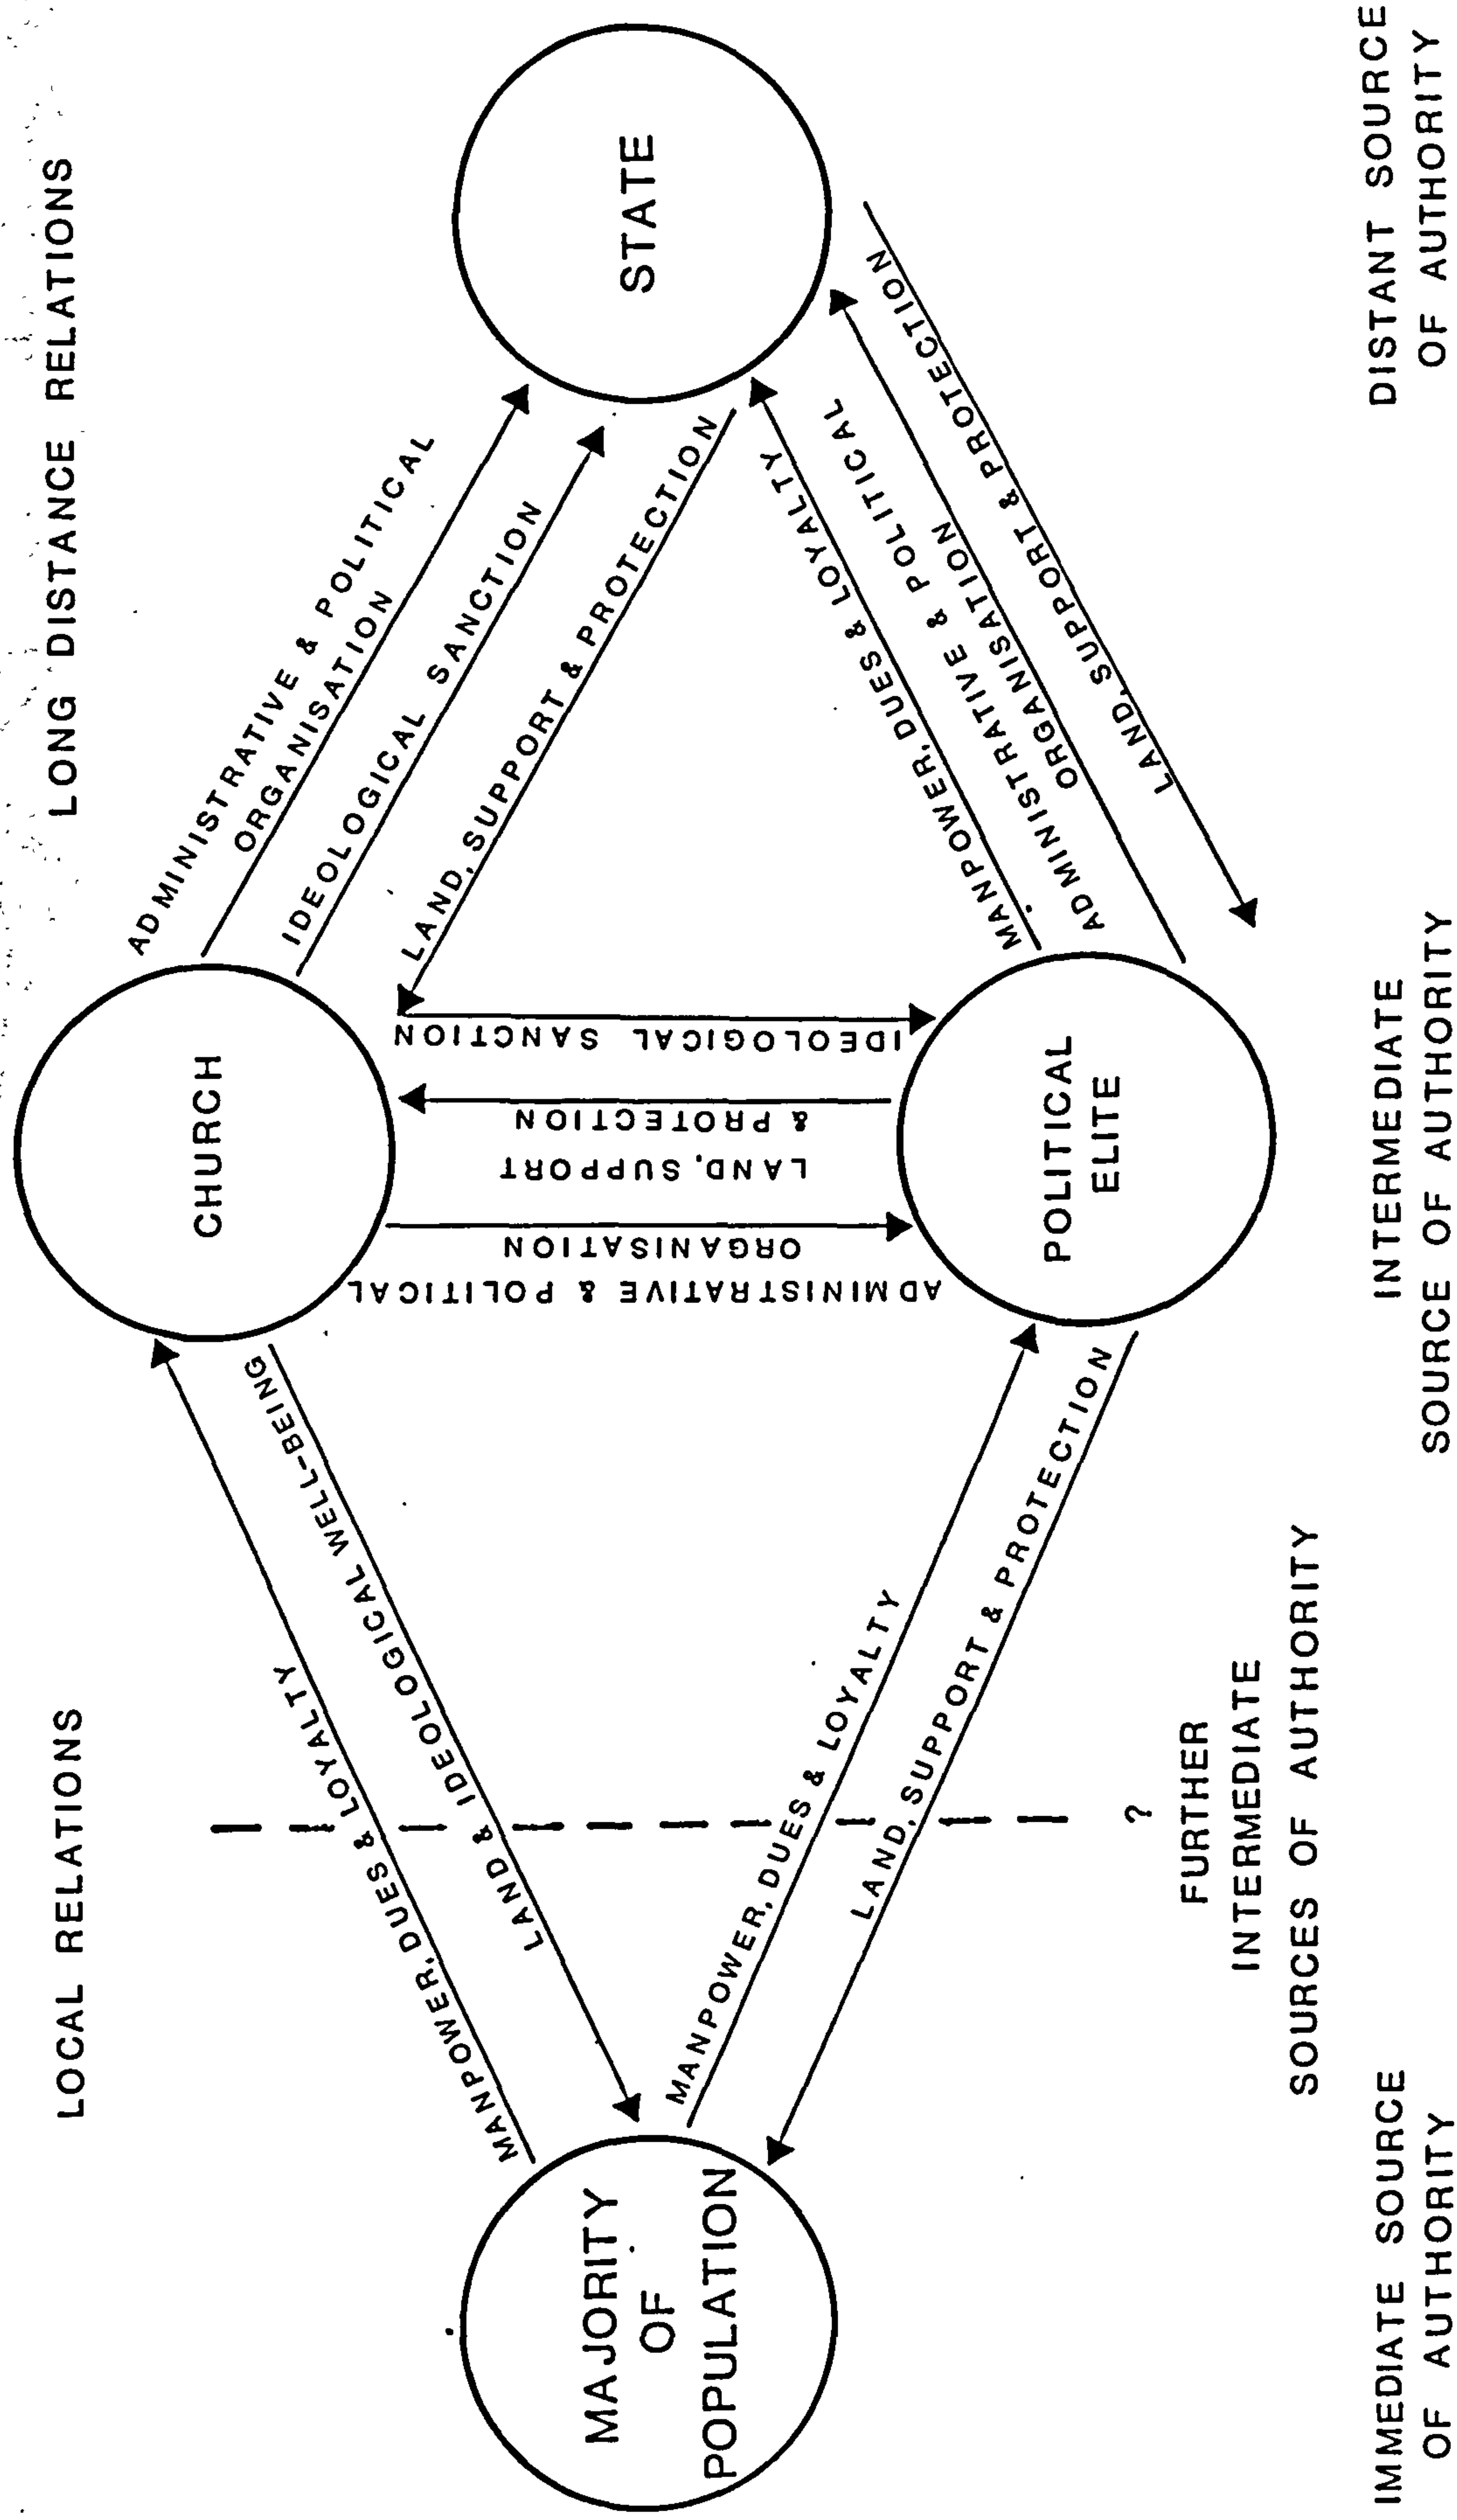 LOCAL RELATIONS
LONG DISTANCE RELATIONS
MANPOWER, DUES & LOYALTY
LAND & IDEOLOGICAL WELL-BEING
CHURCH
ADMINISTRATIVE & POLITICAL
ORGANISATION
IDEOLOGICAL SANCTION
LAND, SUPPORT & PROTECTION
MAJORITY
OF
POPULATION
ADMINISTRATIVE & POLITICAL
ORGANISATION
LAND, SUPPORT
& PROTECTION
IDEOLOGICAL SANCTION
STATE
MANPOWER, DUES & LOYALTY
LAND, SUPPORT & PROTECTION
POLITICAL
ELITE
MANPOWER, DUES & LOYALTY
ADMINISTRATIVE & POLITICAL
ORGANISATION
LAND, SUPPORT & PROTECTION
?
FURTHER
INTERMEDIATE
SOURCES OF AUTHORITY
IMMEDIATE SOURCE
OF AUTHORITY
INTERMEDIATE
SOURCE OF AUTHORITY
DISTANT SOURCE
OF AUTHORITY